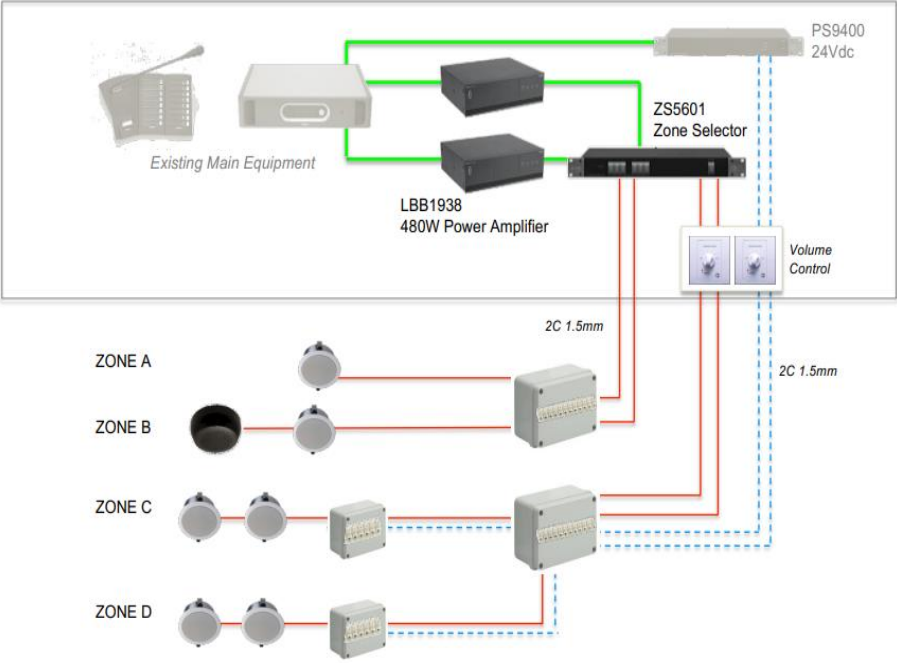 PS9400
24Vdc
ZS5601
Zone Selector
Existing Main Equipment
LBB1938
480W Power Amplifier
Volume
Control
2C 1.5mm
2C 1.5mm
ZONE A
ZONE B
ZONE C
ZONE D